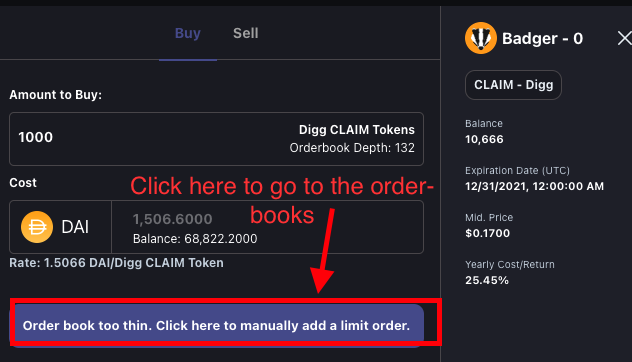 Buy Sell
Amount to Buy:
1000
Digg CLAIM Tokens
Orderbook Depth: 132
Cost
Click here to go to the order-
books
DAI
1,506.6000
Balance: 68,822.2000
Rate: 1.5066 DAI/Digg CLAIM Token
Order book too thin. Click here to manually add a limit order.
Badger - 0
CLAIM - Digg
Balance
10,666
Expiration Date (UTC)
12/31/2021, 12:00:00 AM
Mid. Price
$0.1700
Yearly Cost/Return
25.45%